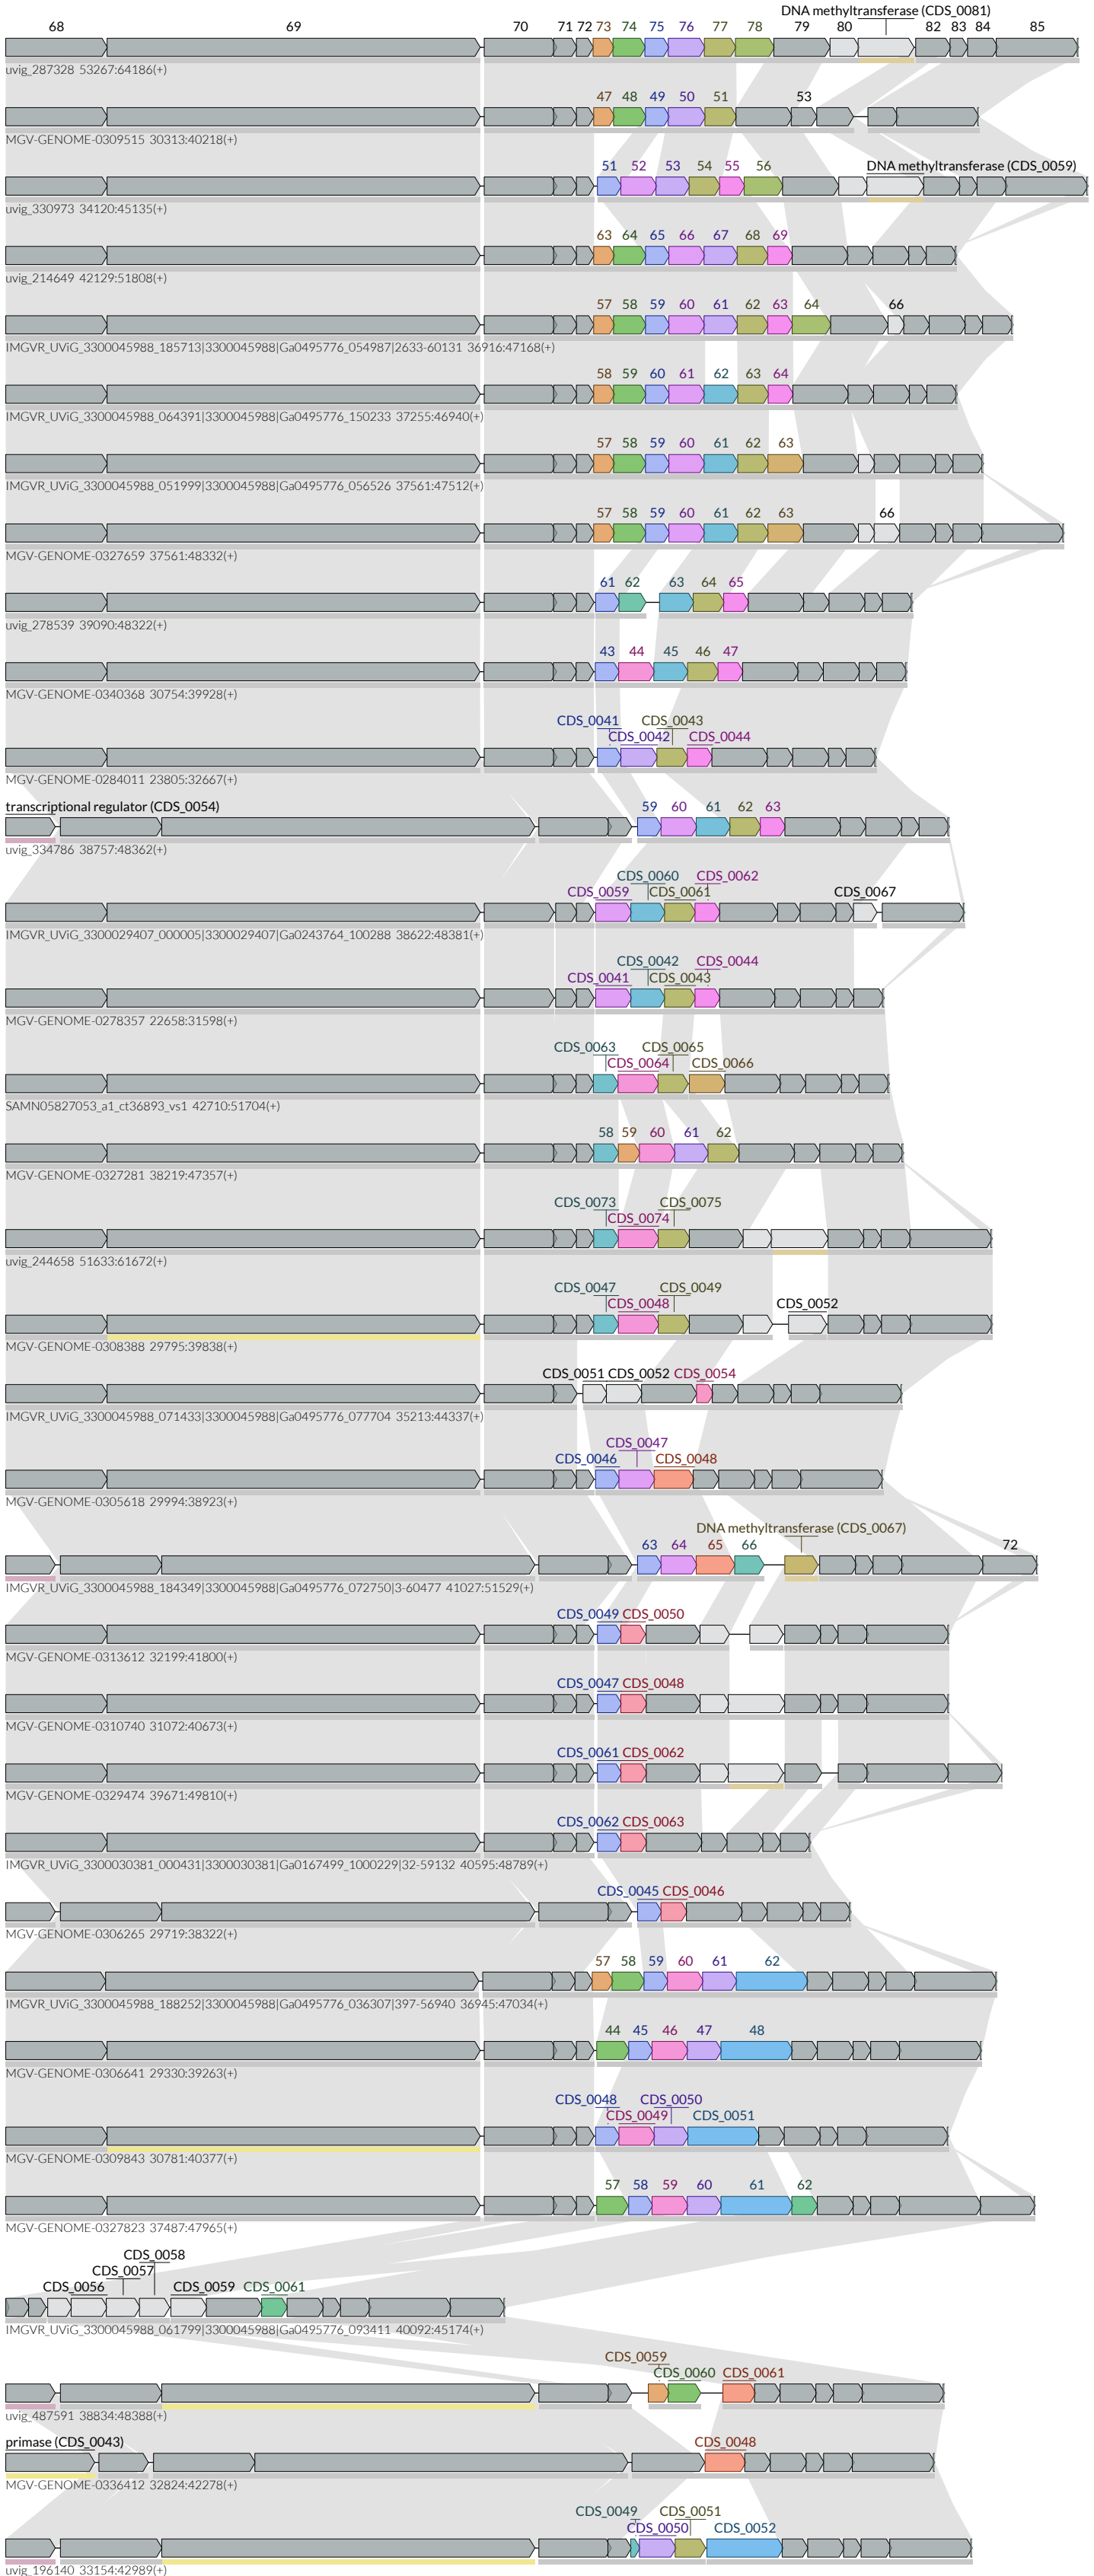 DNA methyltransferase (CDS_0081)
68 69 70 71 72 73 74 75 76 77 78 79 80 82 83 84 85
uvig_287328 53267:64186(+)
47 48 49 50 51 53
MGV-GENOME-0309515 30313:40218(+)
DNA methyltransferase (CDS_0059)
51 52 53 54 55 56
uvig_330973 34120:45135(+)
63 64 65 66 67 68 69
uvig_214649 42129:51808(+)
57 58 59 60 61 62 63 64 66
IMGVR_UViG_3300045988_185713|3300045988|Ga0495776_054987|2633-60131 36916:47168(+)
58 59 60 61 62 63 64
IMGVR_UViG_3300045988_064391|3300045988|Ga0495776_150233 37255:46940(+)
57 58 59 60 61 62 63
IMGVR_UViG_3300045988_051999|3300045988|Ga0495776_056526 37561:47512(+)
57 58 59 60 61 62 63 66
MGV-GENOME-0327659 37561:48332(+)
61 62 63 64 65
uvig_278539 39090:48322(+)
43 44 45 46 47
MGV-GENOME-0340368 30754:39928(+)
CDS_0041 CDS_0043
CDS_0042 CDS_0044
MGV-GENOME-0284011 23805:32667(+)
transcriptional regulator (CDS_0054) 59 60 61 62 63
uvig_334786 38757:48362(+)
CDS_0060 CDS_0062
CDS_0059 CDS_0061 CDS_0067
IMGVR_UViG_3300029407_000005|3300029407|Ga0243764_100288 38622:48381(+)
CDS_0042 CDS_0044
CDS_0041 CDS_0043
MGV-GENOME-0278357 22658:31598(+)
CDS_0063 CDS_0065
CDS_0064 CDS_0066
SAMN05827053_a1_ct36893_vs1 42710:51704(+)
58 59 60 61 62
MGV-GENOME-0327281 38219:47357(+)
CDS_0073 CDS_0075
CDS_0074
uvig_244658 51633:61672(+)
CDS_0047 CDS_0049
CDS_0048 CDS_0052
MGV-GENOME-0308388 29795:39838(+)
CDS_0051 CDS_0052 CDS_0054
IMGVR_UViG_3300045988_071433|3300045988|Ga0495776_077704 35213:44337(+)
CDS_0047
CDS_0046 CDS_0048
MGV-GENOME-0305618 29994:38923(+)
DNA methyltransferase (CDS_0067)
63 64 65 66 72
IMGVR_UViG_3300045988_184349|3300045988|Ga0495776_072750|3-60477 41027:51529(+)
CDS_0049 CDS_0050
MGV-GENOME-0313612 32199:41800(+)
CDS_0047 CDS_0048
MGV-GENOME-0310740 31072:40673(+)
CDS_0061 CDS_0062
MGV-GENOME-0329474 39671:49810(+)
CDS_0062 CDS_0063
IMGVR_UViG_3300030381_000431|3300030381|Ga0167499_1000229|32-59132 40595:48789(+)
CDS_0045 CDS_0046
MGV-GENOME-0306265 29719:38322(+)
57 58 59 60 61 62
IMGVR_UViG_3300045988_188252|3300045988|Ga0495776_036307|397-56940 36945:47034(+)
44 45 46 47 48
MGV-GENOME-0306641 29330:39263(+)
CDS_0048 CDS_0050
CDS_0049 CDS_0051
MGV-GENOME-0309843 30781:40377(+)
57 58 59 60 61 62
MGV-GENOME-0327823 37487:47965(+)
CDS_0058
CDS_0057
CDS_0056 CDS_0059 CDS_0061
IMGVR_UViG_3300045988_061799|3300045988|Ga0495776_093411 40092:45174(+)
CDS_0059
CDS_0060 CDS_0061
uvig_487591 38834:48388(+)
primase (CDS_0043) CDS_0048
MGV-GENOME-0336412 32824:42278(+)
CDS_0049 CDS_0051
CDS_0050 CDS_0052
uvig_196140 33154:42989(+)